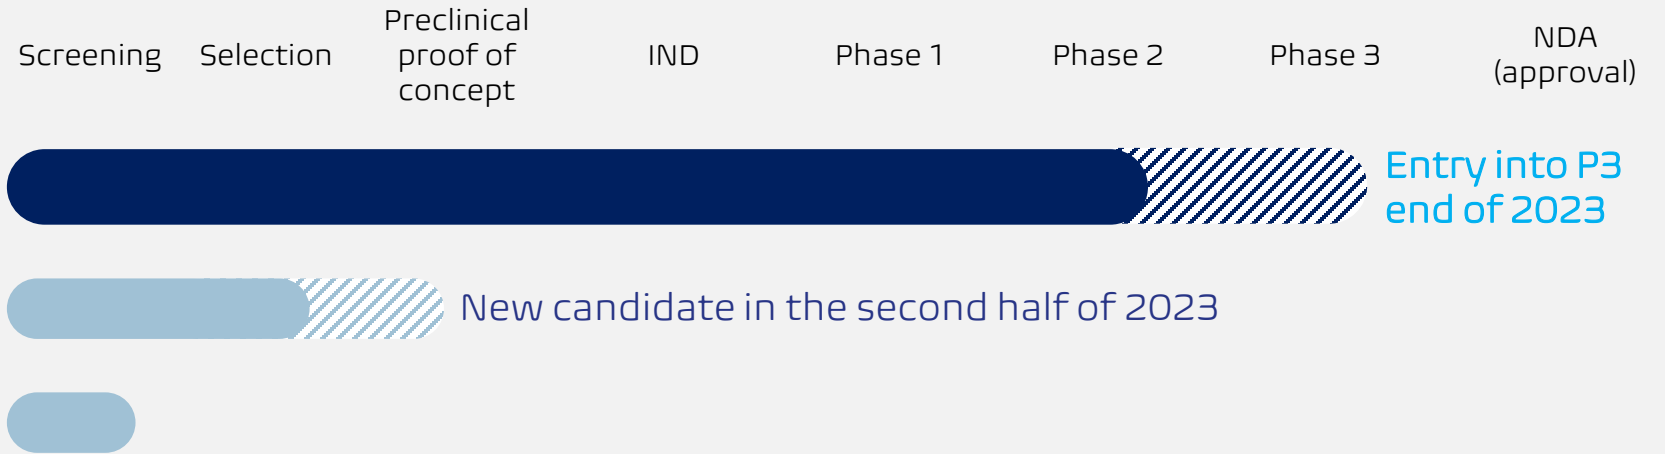 Screening
Selection
Preclinical
proof of
concept
IND
Phase 1
Phase 2
Phase 3
NDA
(approval)
Entry into P3
end of 2023
New candidate in the second half of 2023